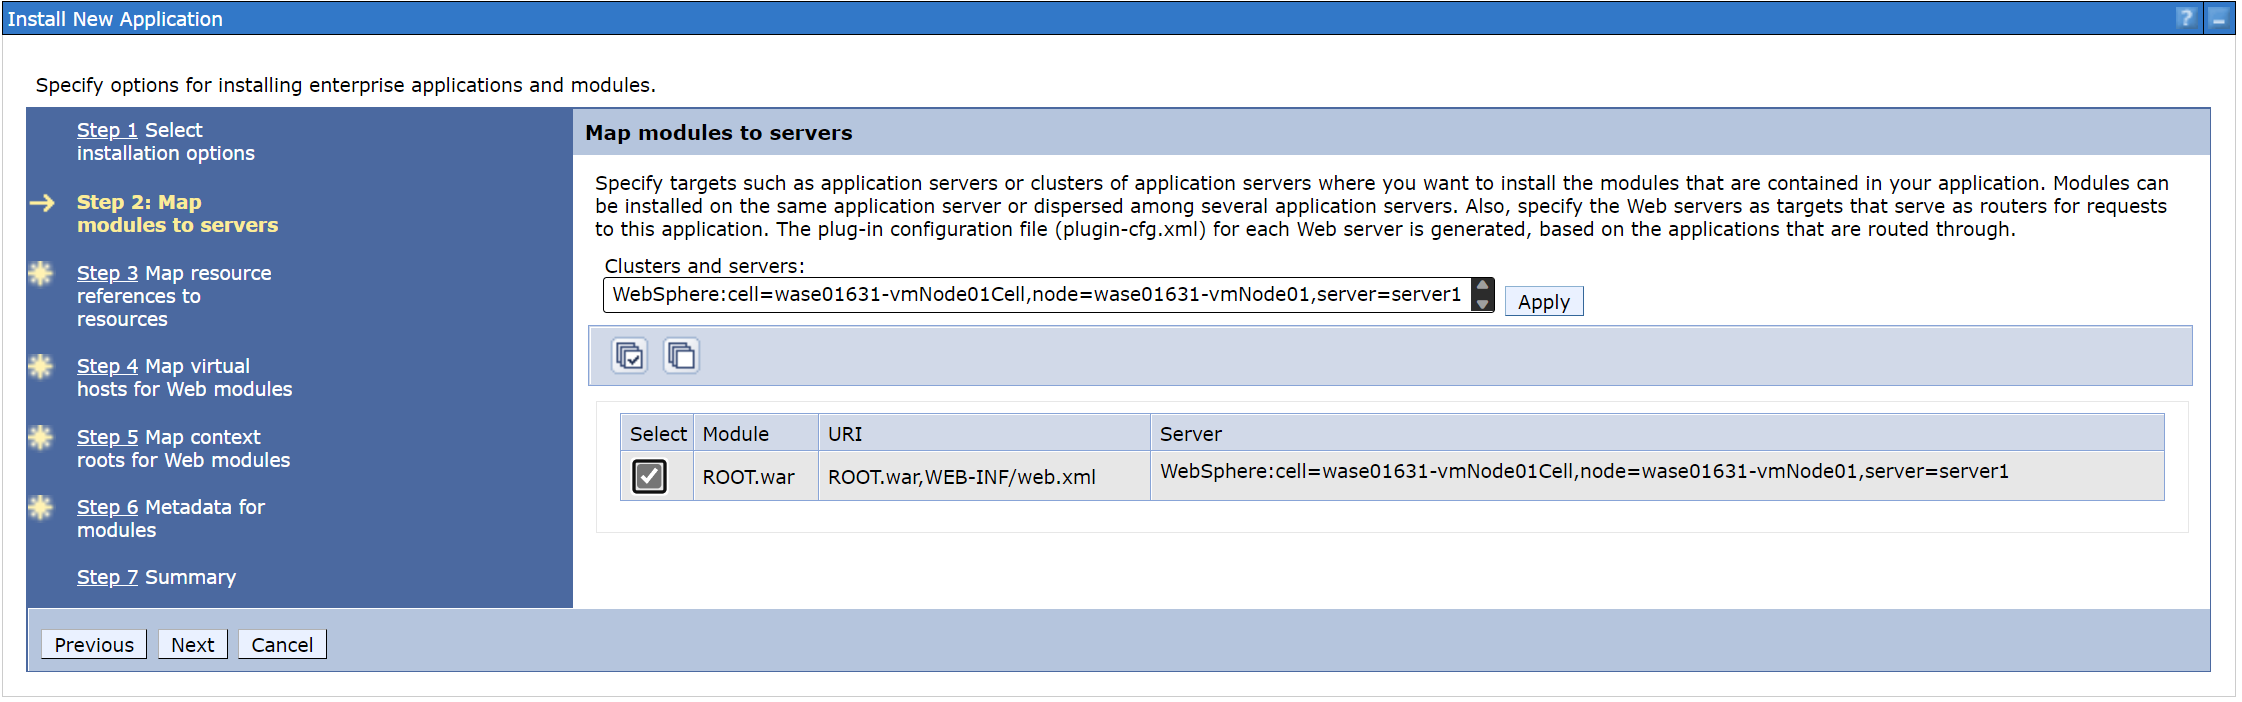 Install New Application
?
Specify options for installing enterprise applications and modules.
Step 1 Select
installation options
Step 2: Map
modules to servers
Step 3 Map resource
references to
resources
Step 4 Map virtual
hosts for Web modules
Step 5 Map context
roots for Web modules
Step 6 Metadata for
modules
Step 7 Summary
Map modules to servers
Specify targets such as application servers or clusters of application servers where you want to install the modules that are contained in your application. Modules can
be installed on the same application server or dispersed among several application servers. Also, specify the Web servers as targets that serve as routers for requests
to this application. The plug-in configuration file (plugin-cfg.xml) for each Web server is generated, based on the applications that are routed through.
Clusters and servers:
WebSphere:cell=wase01631-vmNode01Cell,node=wase01631-vmNode01,server=server1
Apply
Select Module URI Server
ROOT.war ROOT.war,WEB-INF/web.xml WebSphere:cell=wase01631-vmNode01Cell,node=wase01631-vmNode01,server=server1
Previous Next Cancel